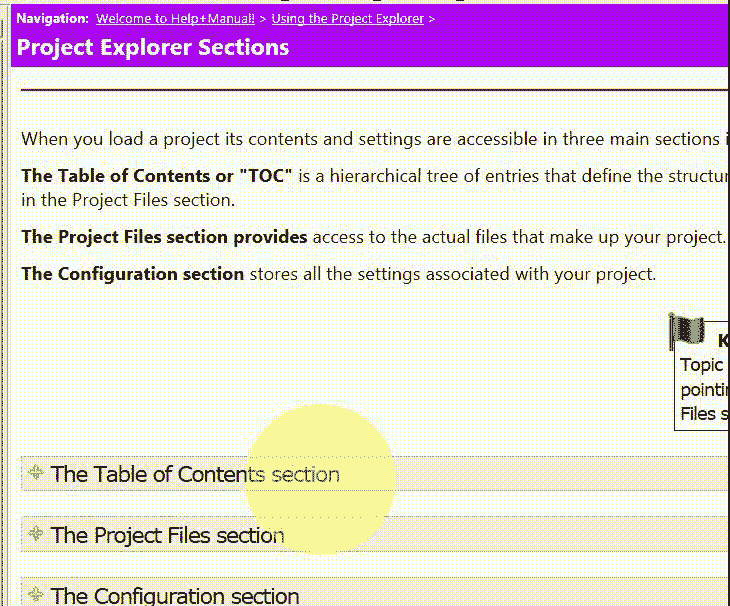 Navigation: Welcome to Help+Manual! > Using the Project Explorer >
Project Explorer Sections
When you load a project its contents and settings are accessible in three main sections i
The Table of Contents or "TOC" is a hierarchical tree of entries that define the structur
in the Project Files section.
The Project Files section provides access to the actual files that make up your project.
The Configuration section stores all the settings associated with your project.
K
Topic
pointi
Files s
The Table of Contents section
The Project Files section
The Configuration section